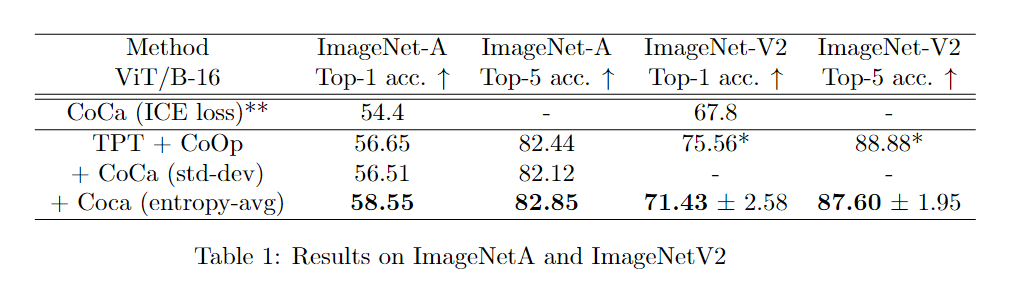 Method ImageNet-A ImageNet-A ImageNet-V2 ImageNet-V2
ViT/B-16 Top-1 acc. ↑ Top-5 acc. ↑ Top-1 acc. ↑ Top-5 acc. ↑
CoCa (ICE loss)** 54.4 - 67.8 -
TPT + CoOp 56.65 82.44 75.56* 88.88*
+ CoCa (std-dev) 56.51 82.12 - -
+ Coca (entropy-avg) 58.55 82.85 71.43 ± 2.58 87.60 ± 1.95
Table 1: Results on ImageNetA and ImageNetV2